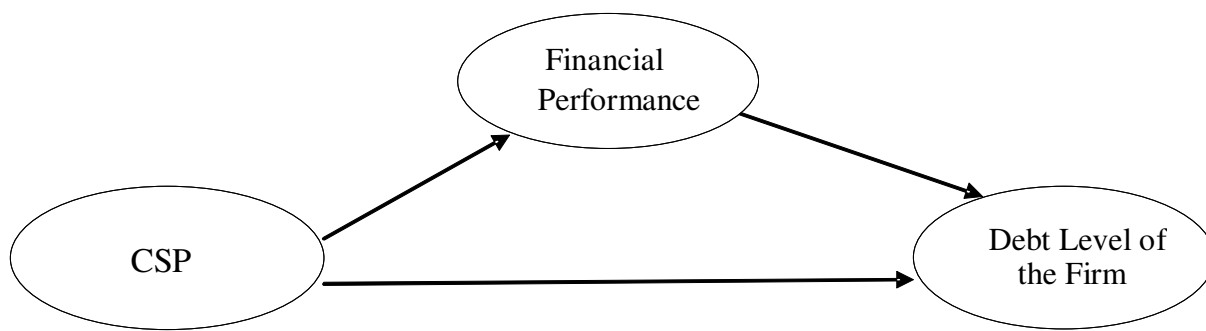 Financial
Performance
CSP
Debt Level of
the Firm